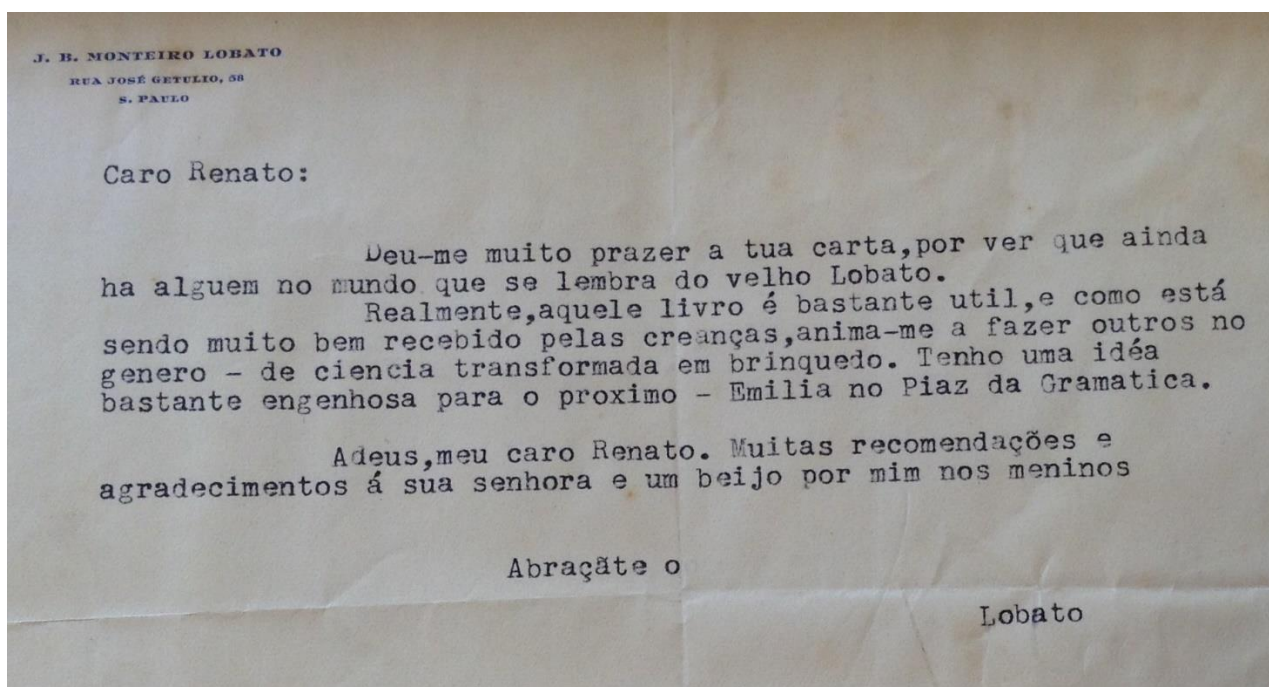 J. B. MONTEIRO LOBATO
RUA JOSÉ GETULIO, 58
S. PAULO
Caro Renato:
Deu-me muito prazer a tua carta,por ver que ainda
ha alguem no mundo que se lembra do velho Lobato.
Realmente,aquele livro é bastante util,e como está
sendo muito bem recebido pelas creanças,anima-me a fazer outros no
genero - de ciencia transformada em brinquedo. Tenho uma idéa
bastante engenhosa para o proximo - Emilia no Piaz da Gramatica.
Adeus,meu caro Renato. Muitas recomendações e
agradecimentos á sua senhora e um beijo por mim nos meninos
Abraçãte o
Lobato